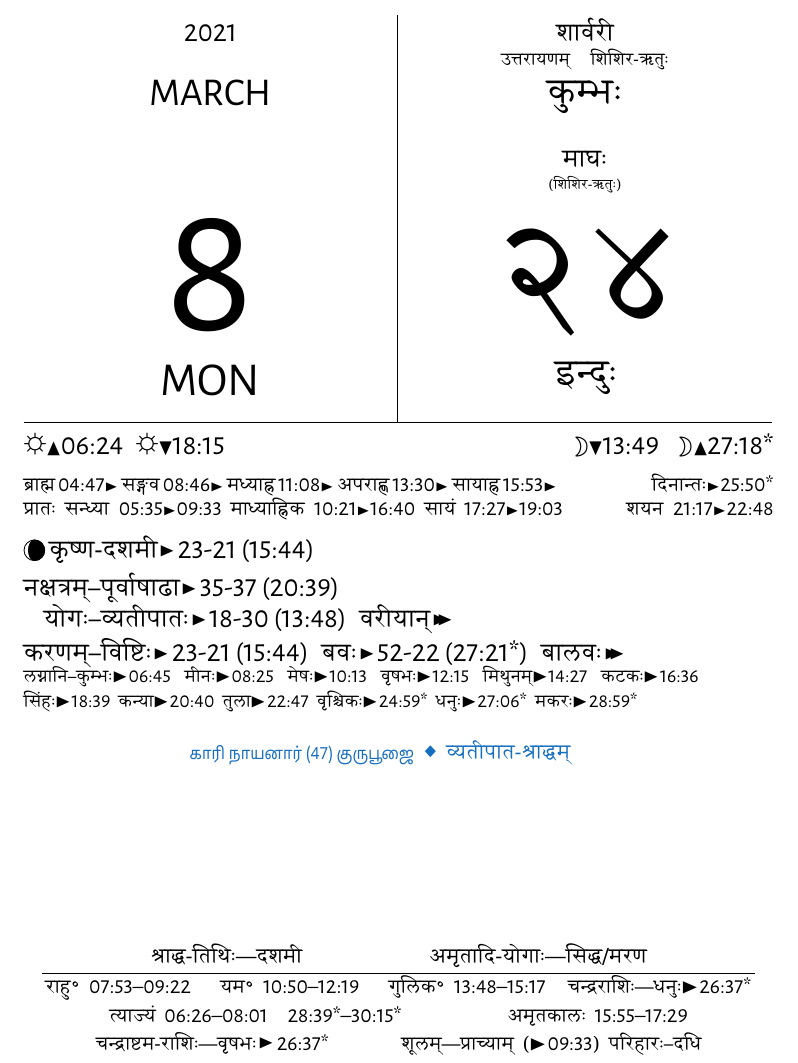 2021
MARCH
8
MON
शार्वरी
उत्तरायणम् शिशिर-ऋतुः
कुम्भः
माघः
(शिशिर-ऋतुः)
२४
इन्दुः
☼▲06:24 ☼▼18:15 ☽▼13:49 ☽▲27:18*
ब्राह्म 04:47► सङ्गव 08:46► मध्याह्न 11:08► अपराह्ण 13:30► सायाह्न 15:53► दिनान्तः►25:50*
प्रातः सन्ध्या 05:35►09:33 माध्याह्निक 10:21►16:40 सायं 17:27►19:03 शयन 21:17►22:48
कृष्ण-दशमी► 23-21 (15:44)
नक्षत्रम्–पूर्वाषाढा► 35-37 (20:39)
योगः–व्यतीपातः►18-30 (13:48) वरीयान्►►
करणम्–विष्टिः► 23-21 (15:44) बवः►52-22 (27:21*) बालवः►►
लग्नानि–कुम्भः►06:45 मीनः►08:25 मेषः►10:13 वृषभः►12:15 मिथुनम्►14:27 कटकः►16:36
सिंहः►18:39 कन्या►20:40 तुला►22:47 वृश्चिकः►24:59* धनुः►27:06* मकरः►28:59*
காரி நாயனார் (47) குருபூஜை ◆ व्यतीपात-श्राद्धम्
श्राद्ध-तिथिः—दशमी अमृतादि-योगाः—सिद्ध/मरण
राहु° 07:53–09:22 यम° 10:50–12:19 गुलिक° 13:48–15:17 चन्द्रराशिः—धनुः►26:37*
त्याज्यं 06:26–08:01 28:39*–30:15* अमृतकालः 15:55–17:29
चन्द्राष्टम-राशिः—वृषभः► 26:37* शूलम्—प्राच्याम् (►09:33) परिहारः–दधि